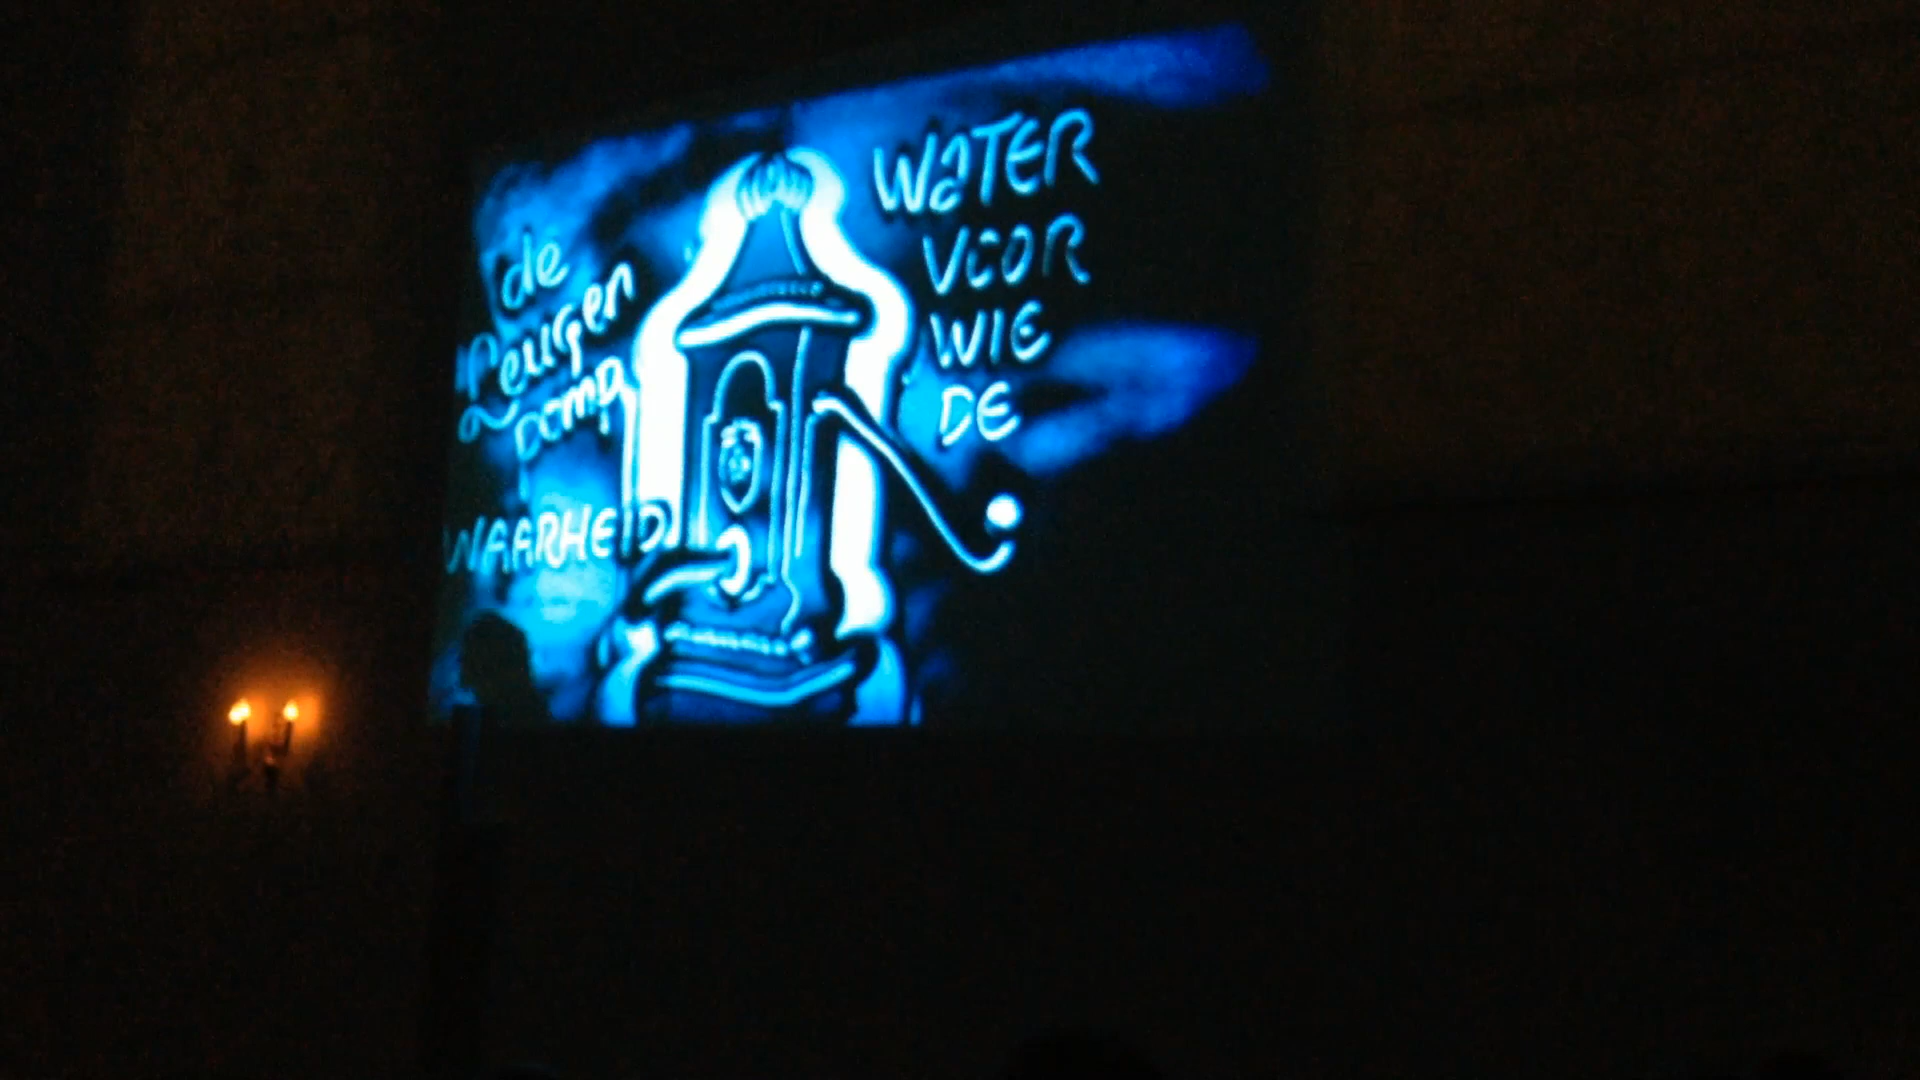 de
leugen
pomp
WAARHEID
WaTER
VOOR
WIE
DE